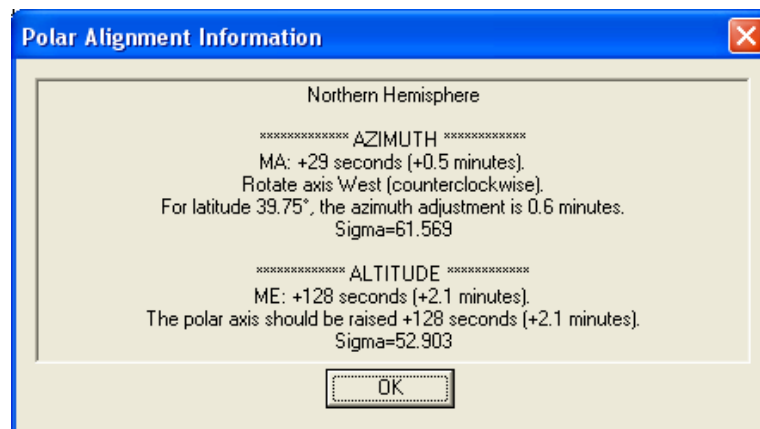 Polar Alignment Information
Northern Hemisphere
************* AZIMUTH ************
MA: +29 seconds (+0.5 minutes).
Rotate axis West (counterclockwise).
For latitude 39.75°, the azimuth adjustment is 0.6 minutes.
Sigma=61.569
************* ALTITUDE ************
ME: +128 seconds (+2.1 minutes).
The polar axis should be raised +128 seconds (+2.1 minutes).
Sigma=52.903
OK